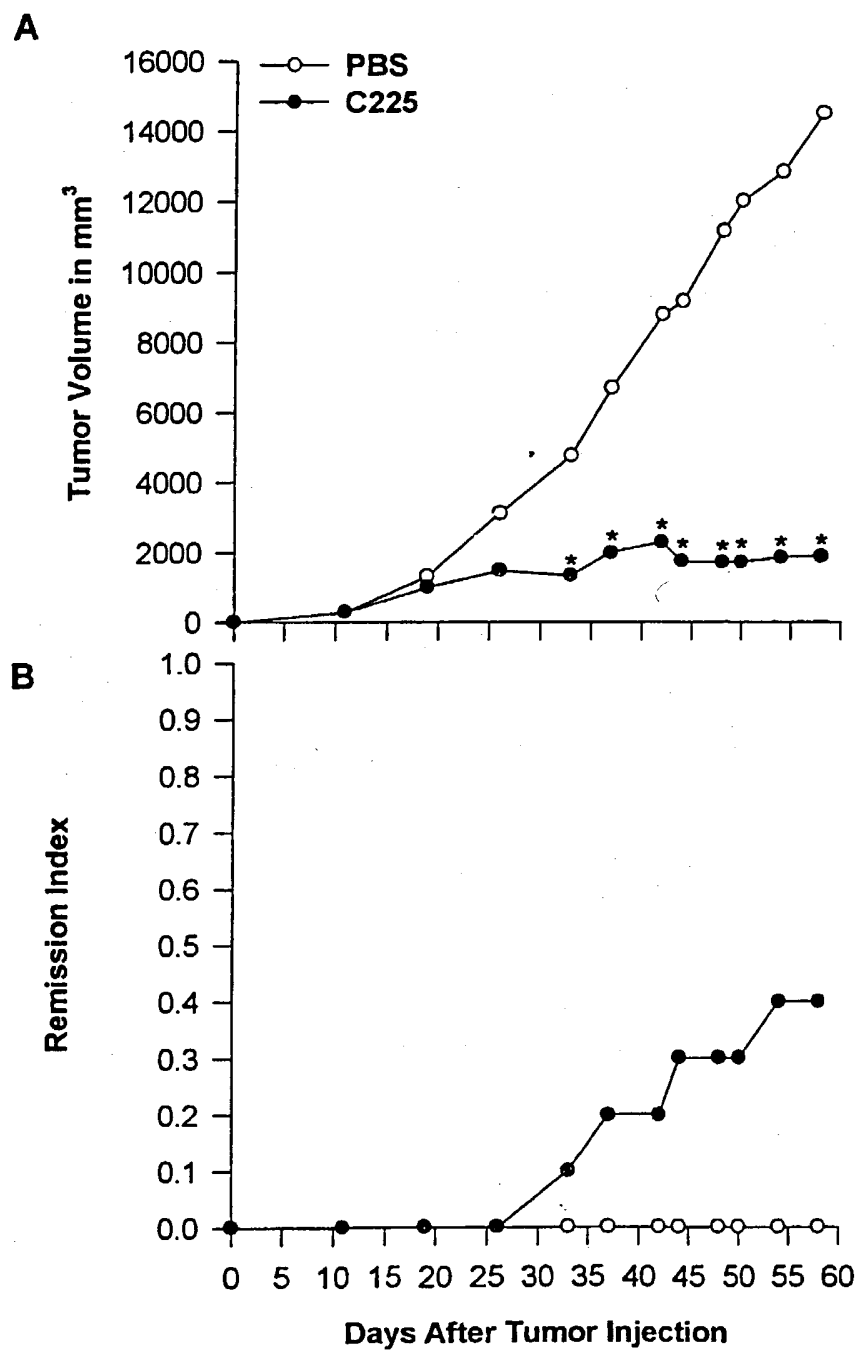 A
PBS
C225
16000
14000
12000
10000
8000
6000
4000
2000
0
Tumor Volume in mm³
* * * * * * * *
B
1.0
0.9
0.8
0.7
0.6
0.5
0.4
0.3
0.2
0.1
0.0
Remission Index
0 5 10 15 20 25 30 35 40 45 50 55 60
Days After Tumor Injection